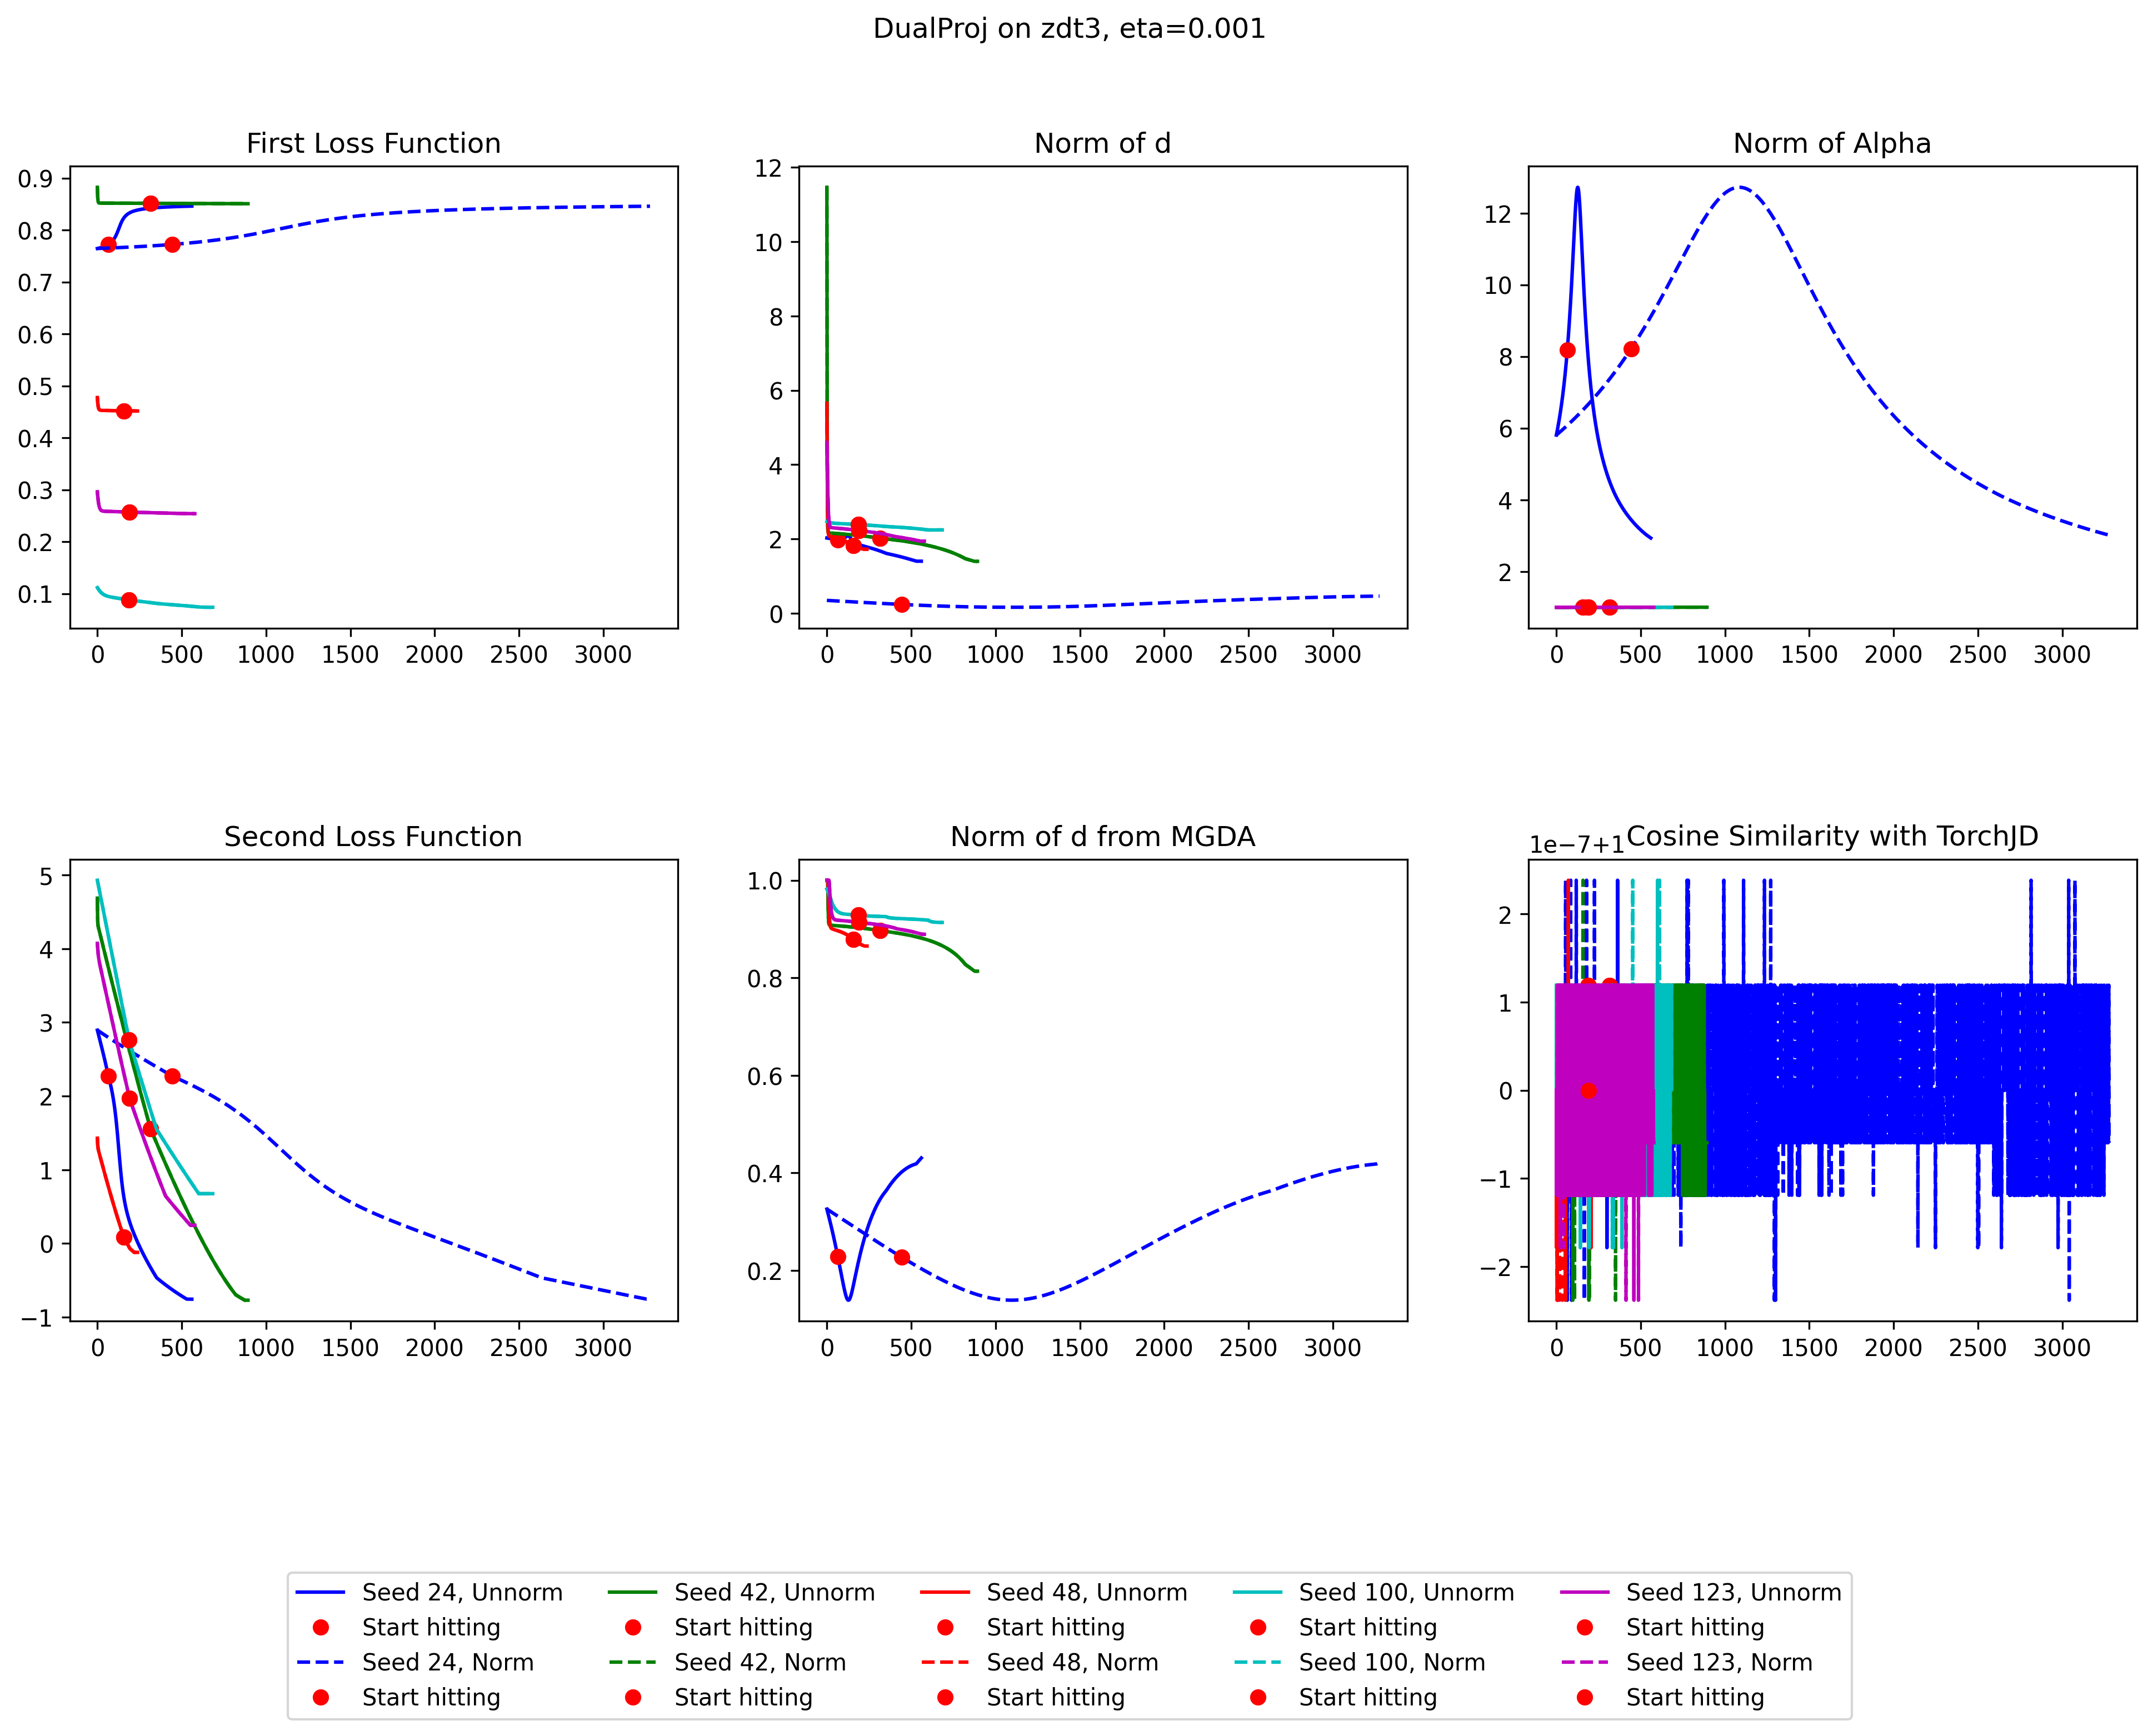 DualProj on zdt3, eta=0.001
First Loss Function
0.9
0.8
0.7
0.6
0.5
0.4
0.3
0.2
0.1
0 500 1000 1500 2000 2500 3000
Norm of d
12
10
8
6
4
2
0
0 500 1000 1500 2000 2500 3000
Norm of Alpha
12
10
8
6
4
2
0 500 1000 1500 2000 2500 3000
Second Loss Function
5
4
3
2
1
0
−1
0 500 1000 1500 2000 2500 3000
Norm of d from MGDA
1.0
0.8
0.6
0.4
0.2
0 500 1000 1500 2000 2500 3000
Cosine Similarity with TorchJD
1e−7+1
2
1
0
−1
−2
0 500 1000 1500 2000 2500 3000
Seed 24, Unnorm Seed 42, Unnorm Seed 48, Unnorm Seed 100, Unnorm Seed 123, Unnorm
Start hitting Start hitting Start hitting Start hitting Start hitting
Seed 24, Norm Seed 42, Norm Seed 48, Norm Seed 100, Norm Seed 123, Norm
Start hitting Start hitting Start hitting Start hitting Start hitting